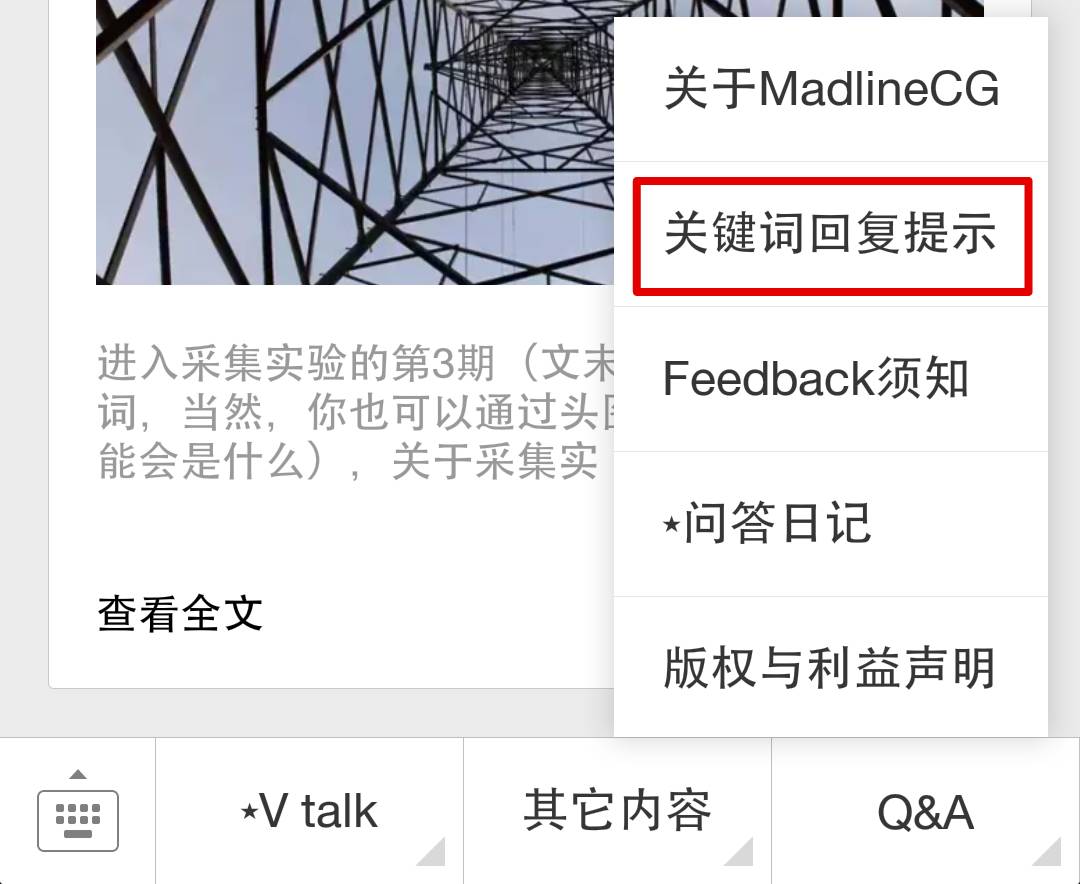 关于MadlineCG
关键词回复提示
Feedback须知
⋆问答日记
版权与利益声明
进入采集实验的第3期（文末
词，当然，你也可以通过头
能会是什么），关于采集实
查看全文
⋆V talk
其它内容
Q&A